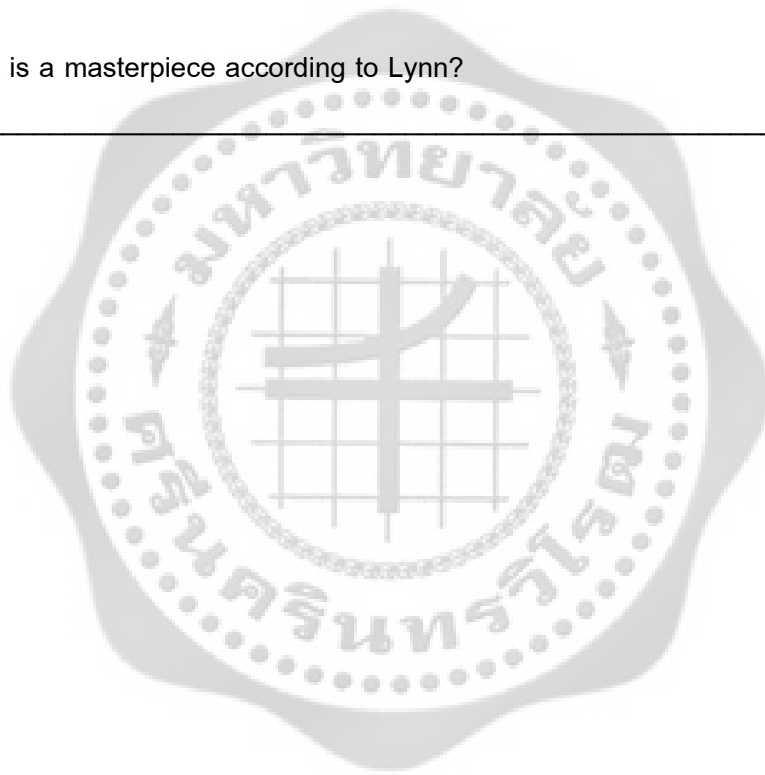 is a masterpiece according to Lynn?
มหาวิทยาลัย
ศรีนครินทรวิโรฒ